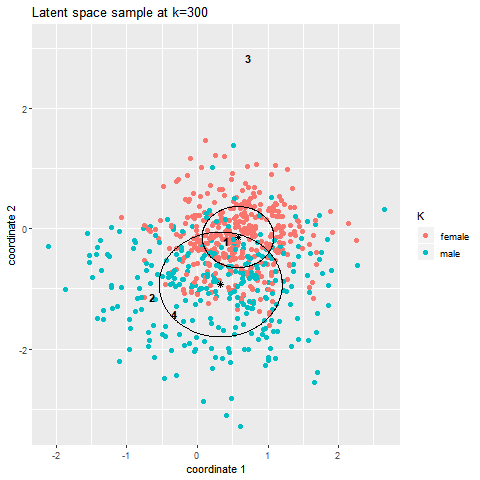 Latent space sample at k=300
3
2
0
1
2
4
-2
-2
-1
0
1
2
coordinate 1
coordinate 2
K
female
male